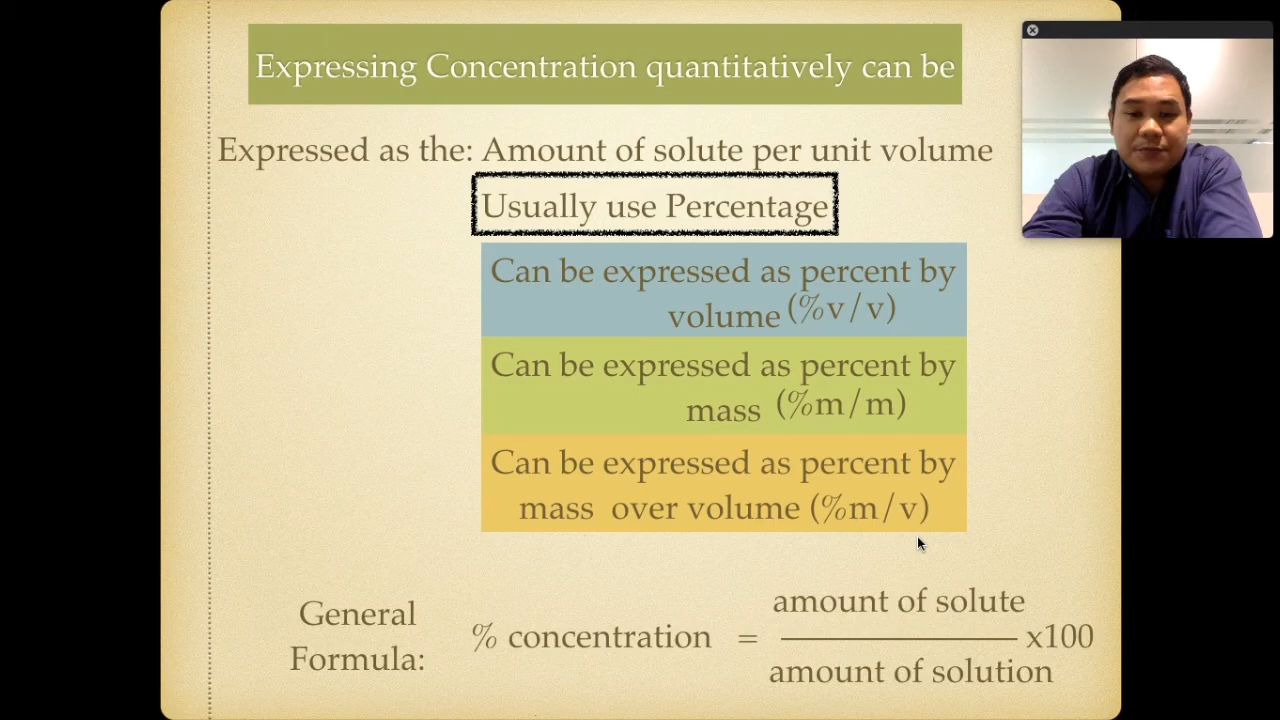 Expressing Concentration quantitatively can be
Expressed as the: Amount of solute per unit volume
Usually use Percentage
Can be expressed as percent by
volume (%v/v)
Can be expressed as percent by
mass (%m/m)
Can be expressed as percent by
mass over volume (%m/v)
General
Formula:
% concentration =
amount of solute
x100
amount of solution